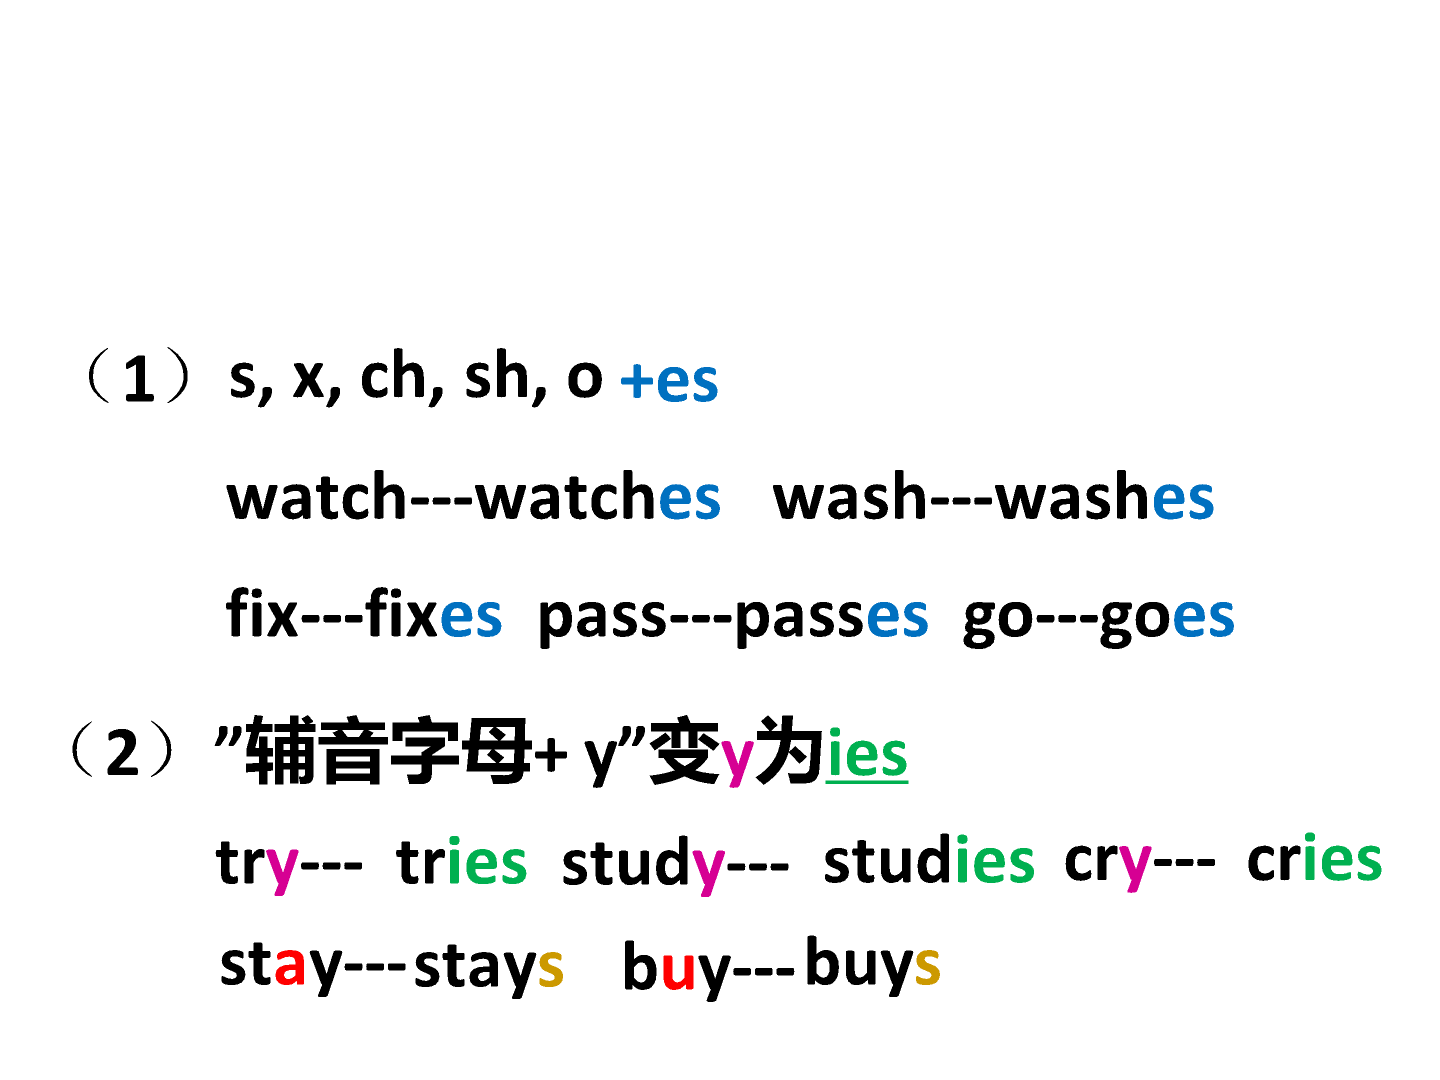 （1） s, x, ch, sh, o +es
watch---watches wash---washes
fix---fixes pass---passes go---goes
（2） ”辅音字母+ y”变y为ies
try--- tries study--- studies cry--- cries
stay---stays buy---buys